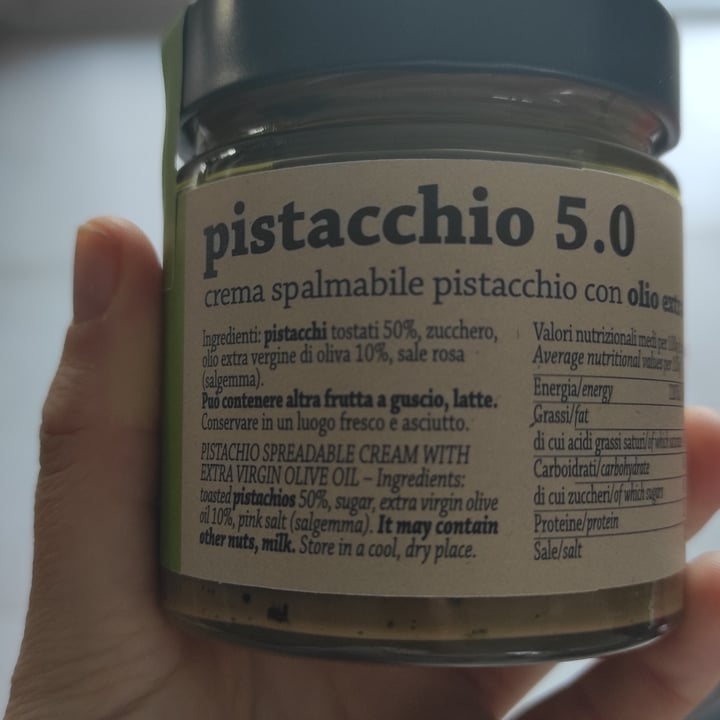 pistacchio 5.0
crema spalmabile pistacchio con olio
Ingredienti: pistacchi tostati 50%, zucchero,
olio extra vergine di oliva 10%, sale rosa
(salgemma).
Può contenere altra frutta a guscio, latte.
Conservare in un luogo fresco e asciutto.
PISTACHIO SPREADABLE CREAM WITH
EXTRA VIRGIN OLIVE OIL – Ingredients:
toasted pistachios 50%, sugar, extra virgin olive
oil 10%, pink salt (salgemma). It may contain
other nuts, milk. Store in a cool, dry place.
Valori nutrizionali medi per
Average nutritional values per
Energia/energy
Grassi/fat
di cui acidi grassi saturi/of which
Carboidrati/carbohydrate
di cui zuccheri/of which sugars
Proteine/protein
Sale/salt